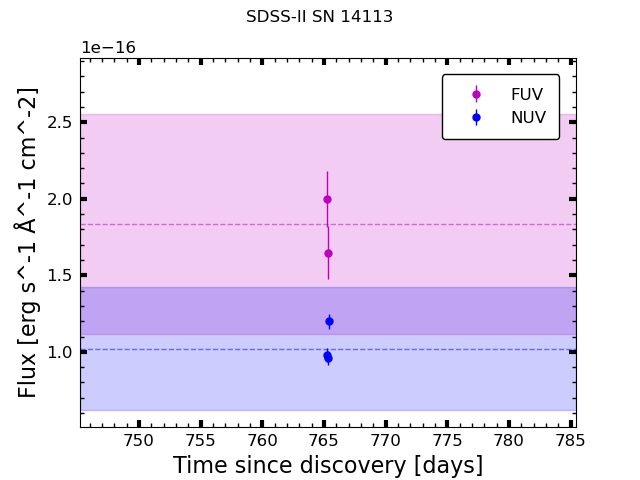 SDSS-II SN 14113
1e−16
Flux [erg s^-1 Å^-1 cm^-2]
2.5
2.0
1.5
1.0
FUV
NUV
750 755 760 765 770 775 780 785
Time since discovery [days]